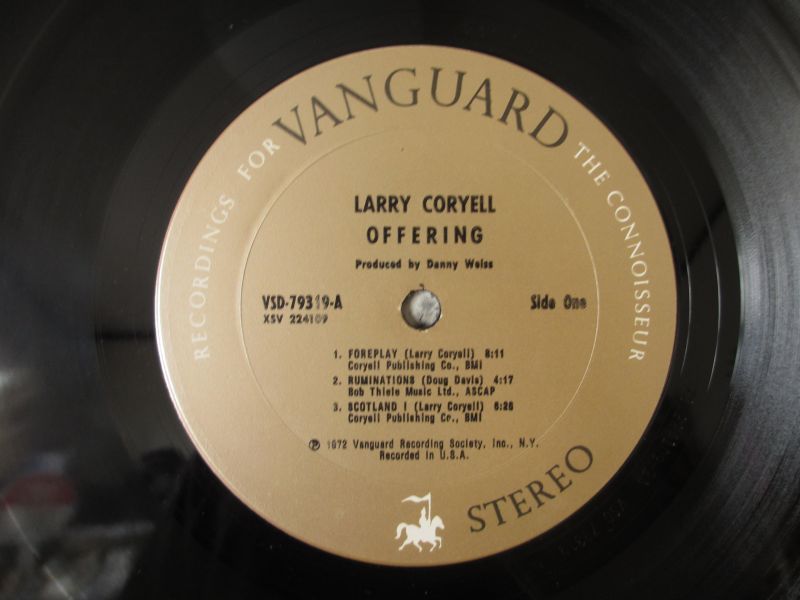 RECORDINGS FOR VANGUARD THE CONNOISSEUR
LARRY CORYELL
OFFERING
Produced by Danny Weiss
VSD-79319-A
Side One
XSV 224109
1. FOREPLAY (Larry Coryell) 8:11
Coryell Publishing Co., BMI
2. RUMINATIONS (Doug Davis) 4:17
Bob Thiele Music Ltd., ASCAP
3. SCOTLAND I (Larry Coryell) 6:26
Coryell Publishing Co., BMI
℗ 1972 Vanguard Recording Society, Inc., N.Y.
Recorded in U.S.A.
STEREO